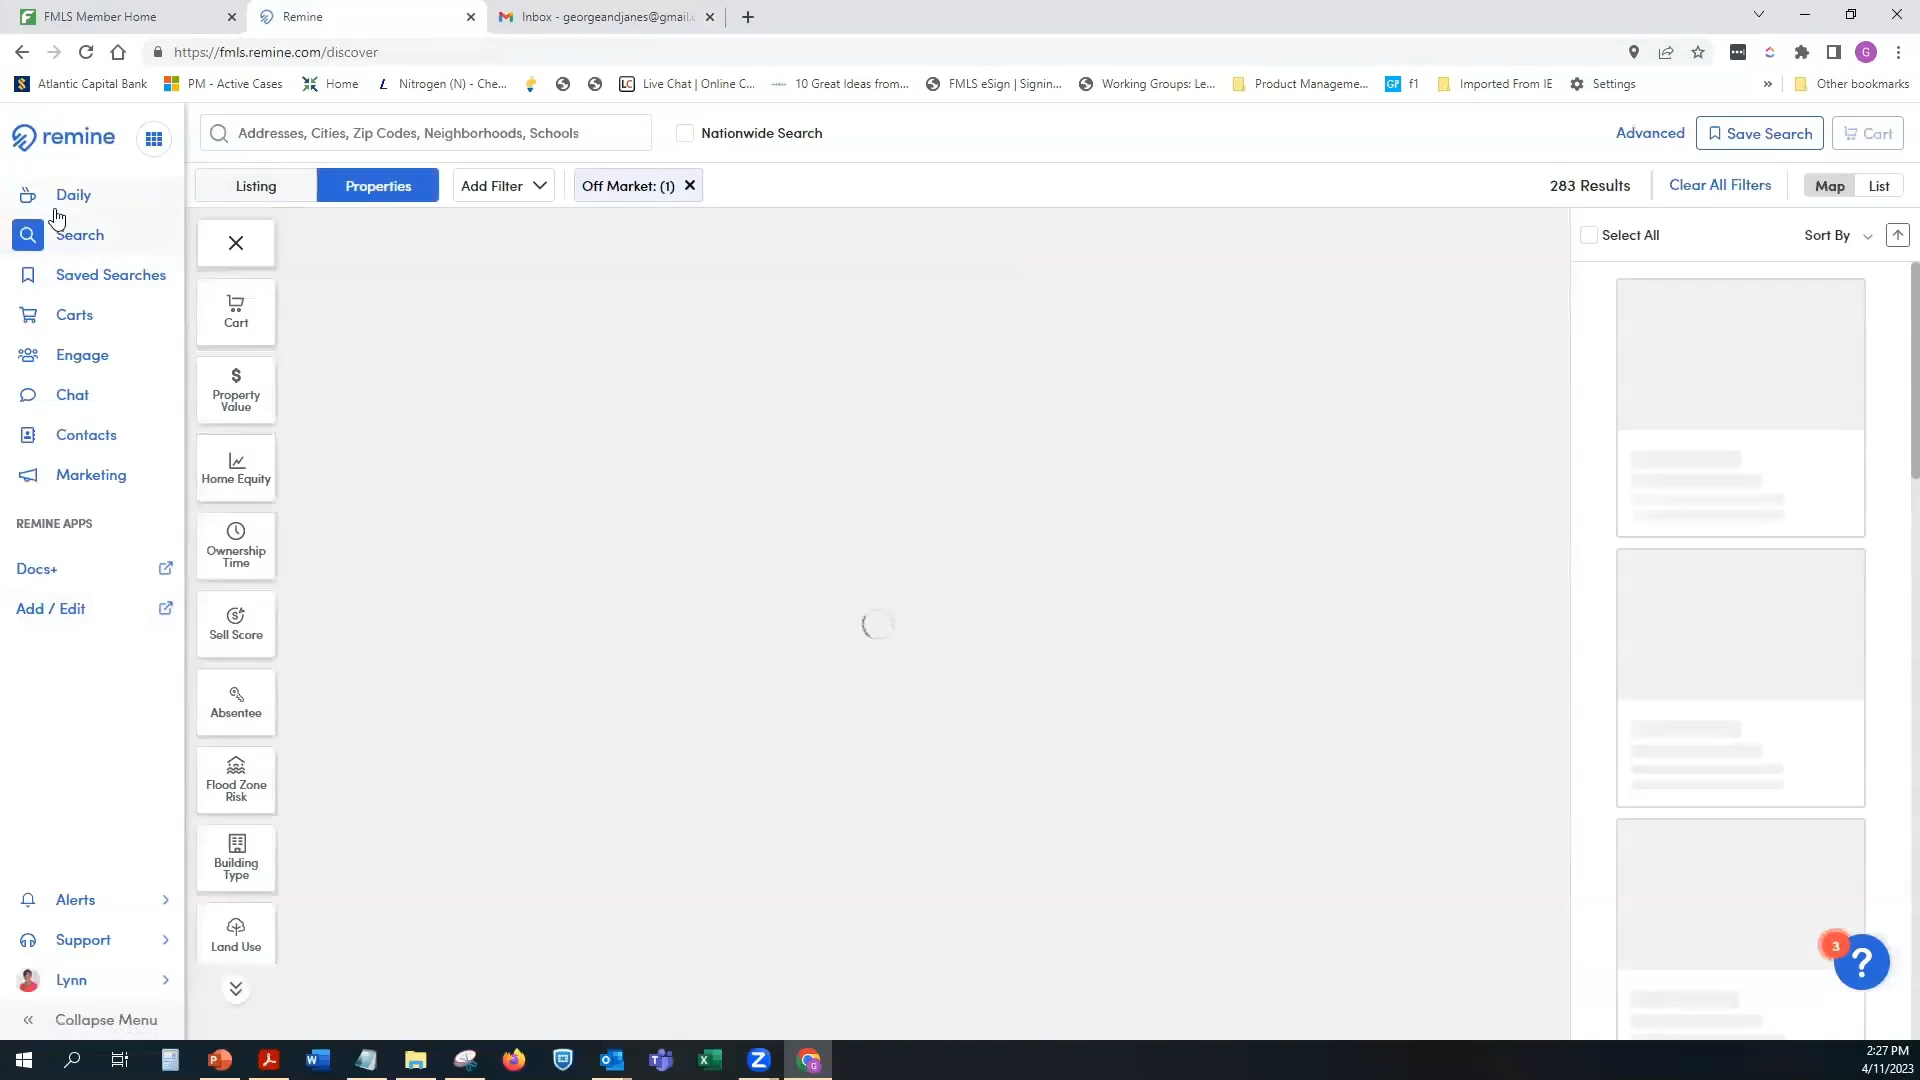 FMLS Member Home
Remine
Inbox - georgeandjanes@gmail.c
https://fmls.remine.com/discover
G
Atlantic Capital Bank
PM - Active Cases
Home
Nitrogen (N) - Che...
Live Chat | Online C...
10 Great Ideas from...
FMLS eSign | Signin...
Working Groups: Le...
Product Manageme...
GP f1
Imported From IE
Settings
»
Other bookmarks
remine
Addresses, Cities, Zip Codes, Neighborhoods, Schools
Nationwide Search
Advanced
Save Search
Cart
Daily
Search
Saved Searches
Carts
Engage
Chat
Contacts
Marketing
REMINE APPS
Docs+
Add / Edit
Alerts
Support
Lynn
Collapse Menu
Listing
Properties
Add Filter
Off Market: (1)
283 Results
Clear All Filters
Map
List
Cart
Property
Value
Home Equity
Ownership
Time
Sell Score
Absentee
Flood Zone
Risk
Building
Type
Land Use
Select All
Sort By
3
?
2:27 PM
4/11/2023